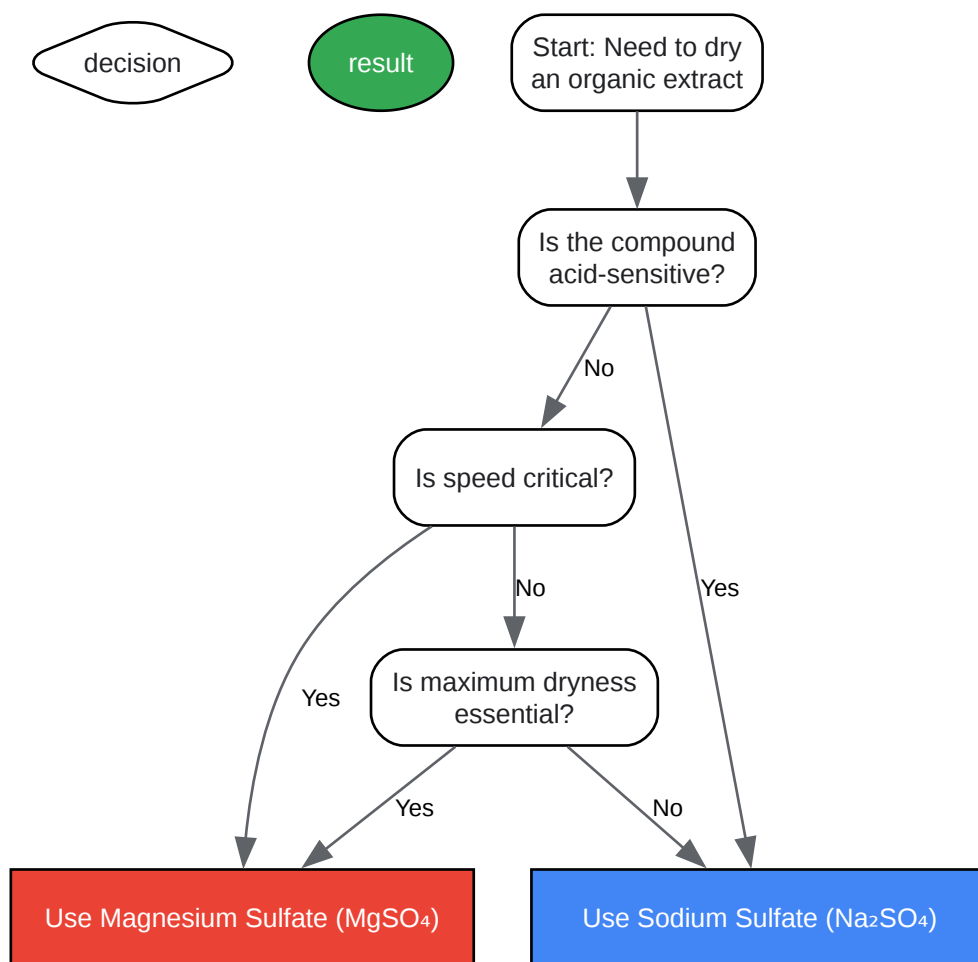 decision
result
Start: Need to dry
an organic extract
Is the compound
acid-sensitive?
No
Is speed critical?
Yes
No
Is maximum dryness
essential?
Yes
Yes
No
Use Magnesium Sulfate (MgSO₄)
Use Sodium Sulfate (Na₂SO₄)